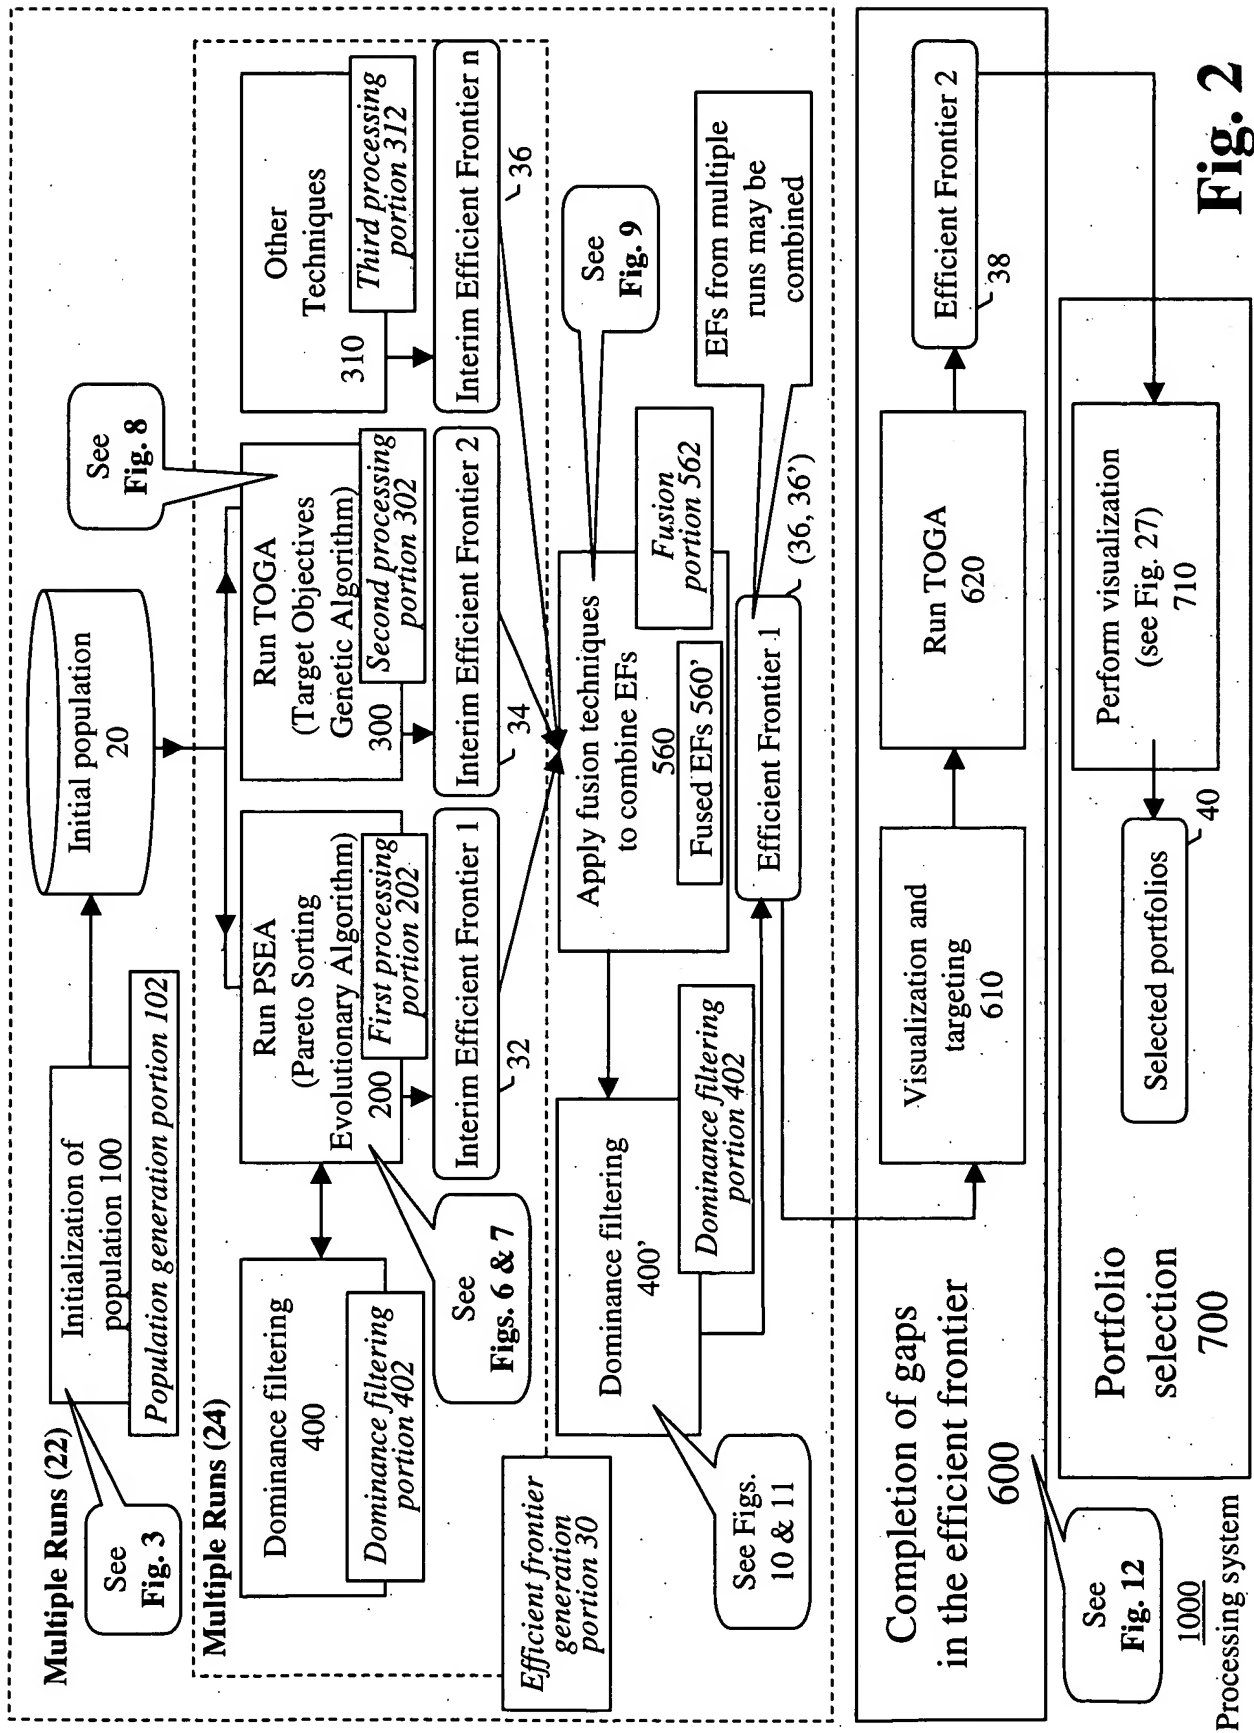 Multiple Runs (22)
See
Fig. 3
Initialization of
population 100
Population generation portion 102
Initial population
20
See
Fig. 8
Multiple Runs (24)
Dominance filtering
400
Dominance filtering
portion 402
Run PSEA
(Pareto Sorting
Evolutionary Algorithm)
200
First processing
portion 202
Run TOGA
(Target Objectives
Genetic Algorithm)
300
Second processing
portion 302
Other
Techniques
310
Third processing
portion 312
See
Figs. 6 & 7
Interim Efficient Frontier 1
32
Interim Efficient Frontier 2
34
Interim Efficient Frontier n
36
Efficient frontier
generation
portion 30
See Figs.
10 & 11
Dominance filtering
400’
Dominance filtering
portion 402
Apply fusion techniques
to combine EFs
560
Fusion
portion 562
Fused EFs 560’
See
Fig. 9
Efficient Frontier 1
(36, 36’)
EFs from multiple
runs may be
combined
Completion of gaps
in the efficient frontier
600
Visualization and
targeting
610
Run TOGA
620
Efficient Frontier 2
38
See
Fig. 12
Portfolio
selection
700
Selected portfolios
40
Perform visualization
(see Fig. 27)
710
1000
Processing system
Fig. 2